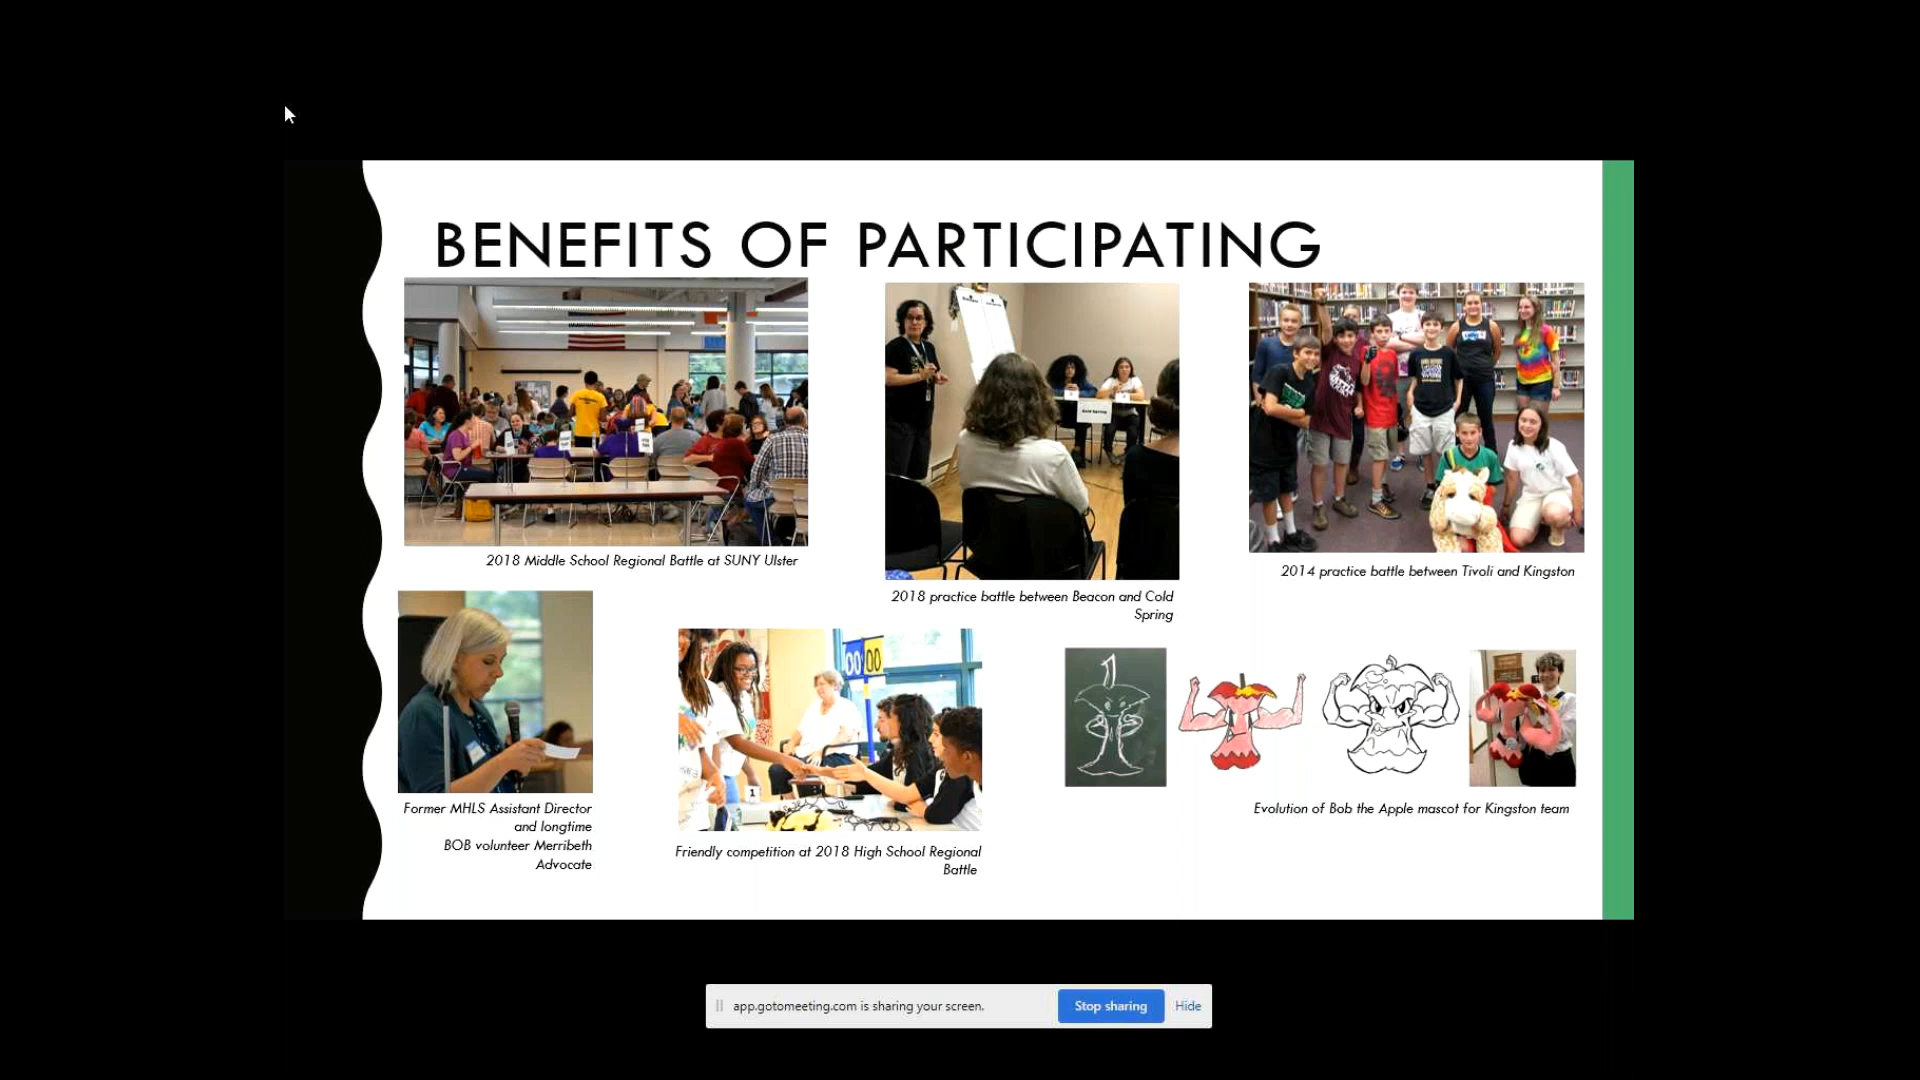 BENEFITS OF PARTICIPATING
2018 Middle School Regional Battle at SUNY Ulster
2018 practice battle between Beacon and Cold
Spring
2014 practice battle between Tivoli and Kingston
Former MHLS Assistant Director
and longtime
BOB volunteer Merribeth
Advocate
00 00
1
Friendly competition at 2018 High School Regional
Battle
Evolution of Bob the Apple mascot for Kingston team
app.gotomeeting.com is sharing your screen.
Stop sharing
Hide